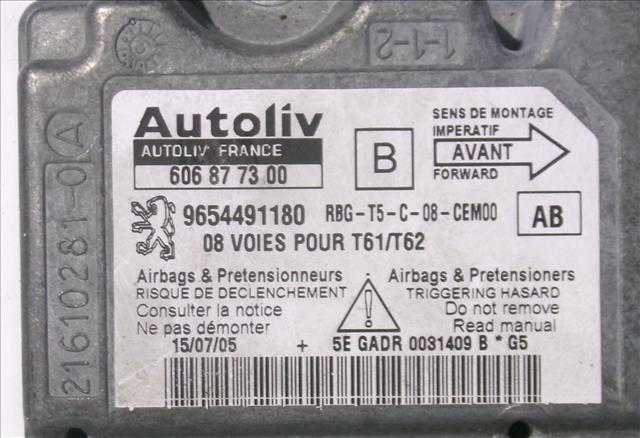 1-1-2
21610281-0 A
Autoliv
AUTOLIV FRANCE
606 87 73 00
B
SENS DE MONTAGE
IMPERATIF
AVANT
FORWARD
9654491180 RBG-T5-C-08-CEM00
AB
08 VOIES POUR T61/T62
Airbags & Pretensionneurs
RISQUE DE DECLENCHEMENT
Consulter la notice
Ne pas démonter
!
Airbags & Pretensioners
TRIGGERING HASARD
Do not remove
Read manual
15/07/05 + 5E GADR 0031409 B * G5